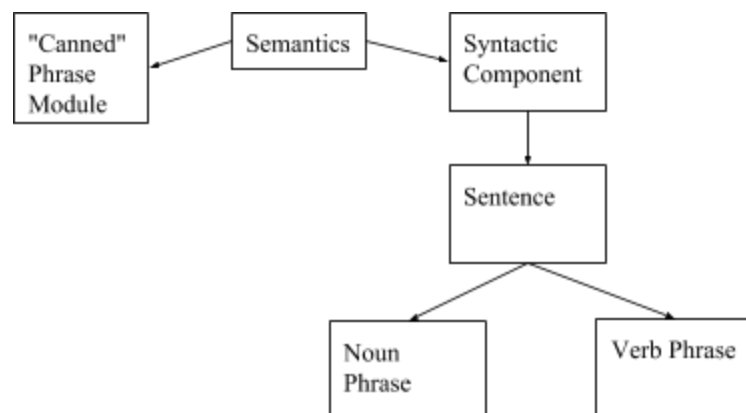 "Canned"
Phrase
Module
Semantics
Syntactic
Component
Sentence
Noun
Phrase
Verb Phrase